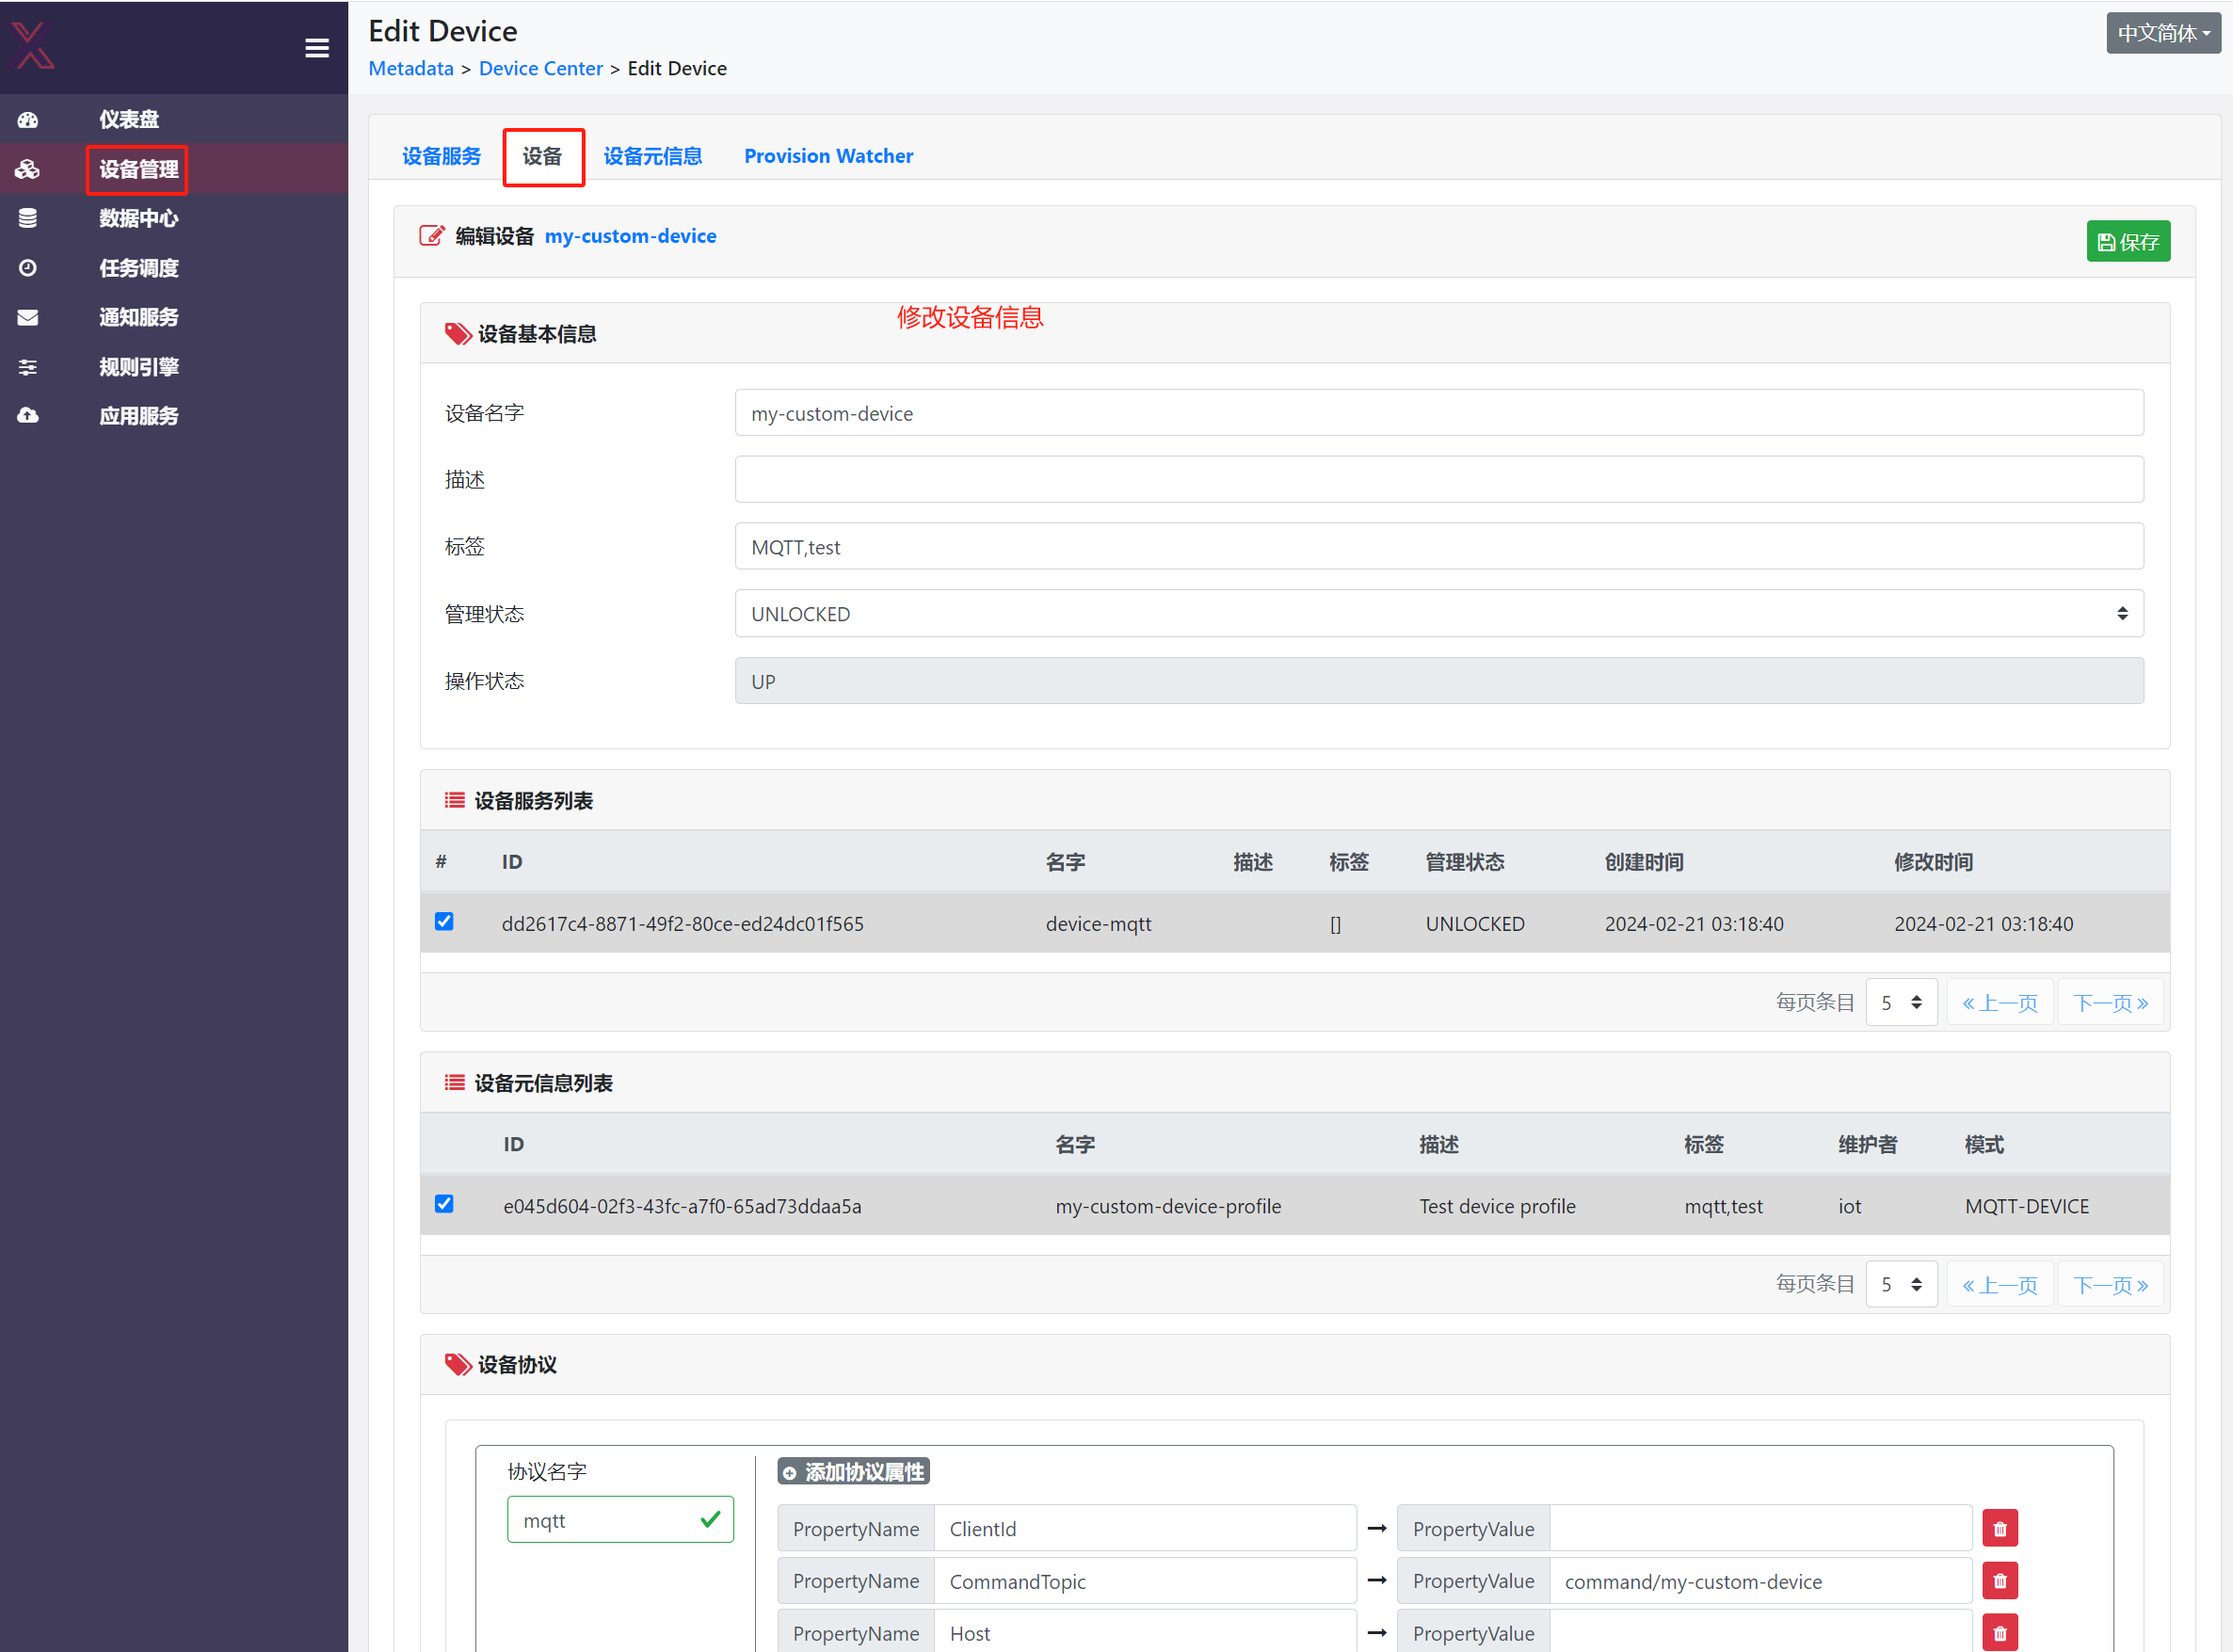 Edit Device
中文简体
Metadata > Device Center > Edit Device
仪表盘
设备管理
数据中心
任务调度
通知服务
规则引擎
应用服务
设备服务 设备 设备元信息 Provision Watcher
编辑设备 my-custom-device
保存
修改设备信息
设备基本信息
设备名字 my-custom-device
描述
标签 MQTT,test
管理状态 UNLOCKED
操作状态 UP
设备服务列表
# ID 名字 描述 标签 管理状态 创建时间 修改时间
dd2617c4-8871-49f2-80ce-ed24dc01f565 device-mqtt [] UNLOCKED 2024-02-21 03:18:40 2024-02-21 03:18:40
每页条目 5 «上一页 下一页»
设备元信息列表
ID 名字 描述 标签 维护者 模式
e045d604-02f3-43fc-a7f0-65ad73ddaa5a my-custom-device-profile Test device profile mqtt,test iot MQTT-DEVICE
每页条目 5 «上一页 下一页»
设备协议
协议名字
mqtt
添加协议属性
PropertyName ClientId → PropertyValue
PropertyName CommandTopic → PropertyValue command/my-custom-device
PropertyName Host → PropertyValue